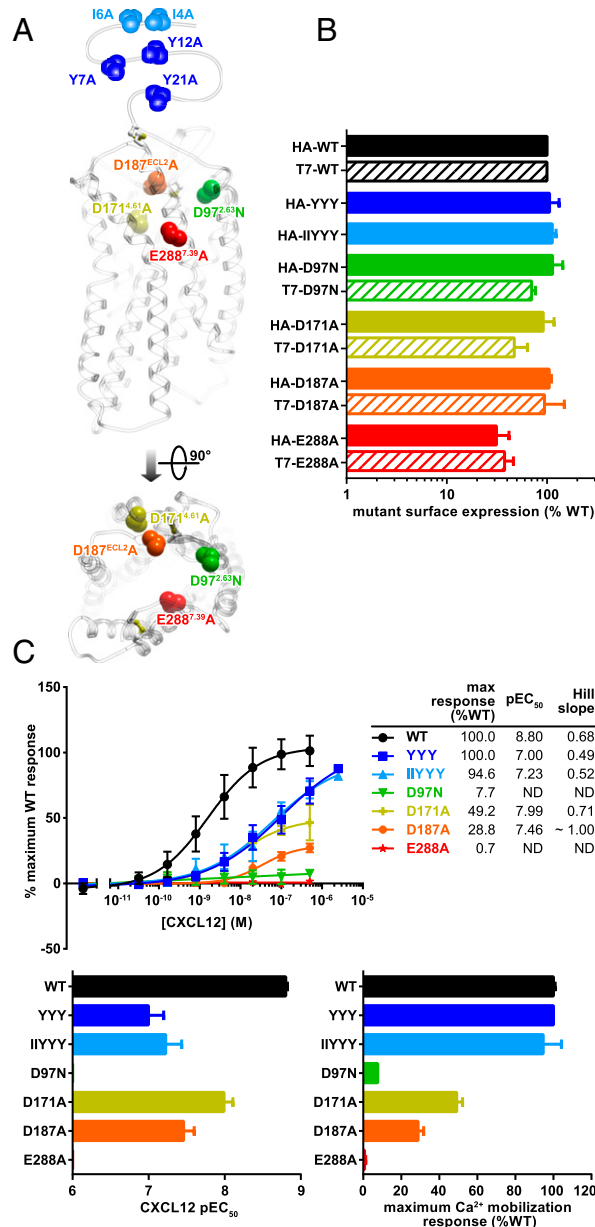 A
I6A I4A
Y12A
Y7A
Y21A
D187ECL2A
D1714.61A
D972.63N
E2887.39A
90°
D1714.61A
D187ECL2A
D972.63N
E2887.39A
B
HA-WT
T7-WT
HA-YYY
HA-IIYYY
HA-D97N
T7-D97N
HA-D171A
T7-D171A
HA-D187A
T7-D187A
HA-E288A
T7-E288A
1 10 100
mutant surface expression (% WT)
C
% maximum WT response
150
100
50
0
-50
10-11 10-10 10-9 10-8 10-7 10-6 10-5
[CXCL12] (M)
max response (%WT) pEC50 Hill slope
WT 100.0 8.80 0.68
YYY 100.0 7.00 0.49
IIYYY 94.6 7.23 0.52
D97N 7.7 ND ND
D171A 49.2 7.99 0.71
D187A 28.8 7.46 ~ 1.00
E288A 0.7 ND ND
WT
YYY
IIYYY
D97N
D171A
D187A
E288A
6 7 8 9
CXCL12 pEC50
WT
YYY
IIYYY
D97N
D171A
D187A
E288A
0 20 40 60 80 100 120
maximum Ca2+ mobilization
response (%WT)